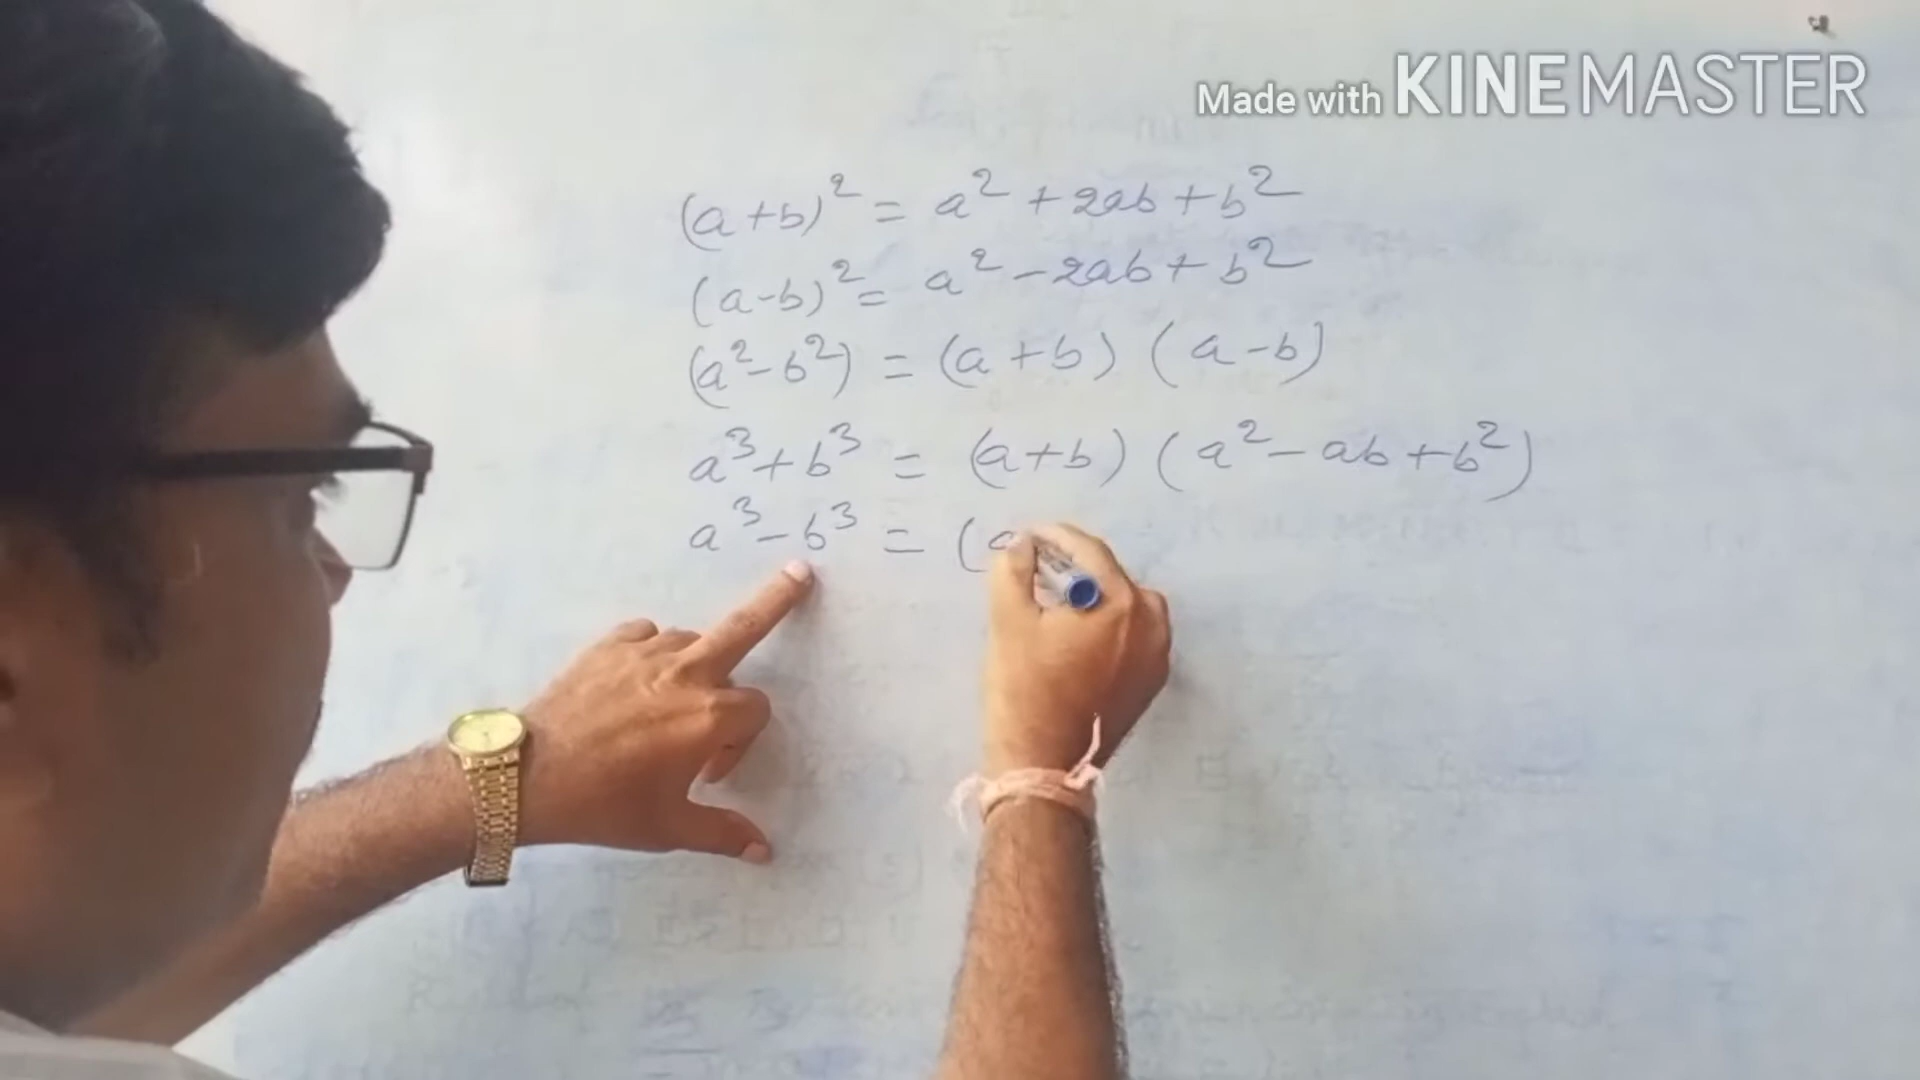 Made with KINEMASTER
(a+b)² = a² + 2ab + b²
(a-b)² = a² - 2ab + b²
(a² - b²) = (a+b) (a-b)
a³ + b³ = (a+b) (a² - ab + b²)
a³ - b³ = (a